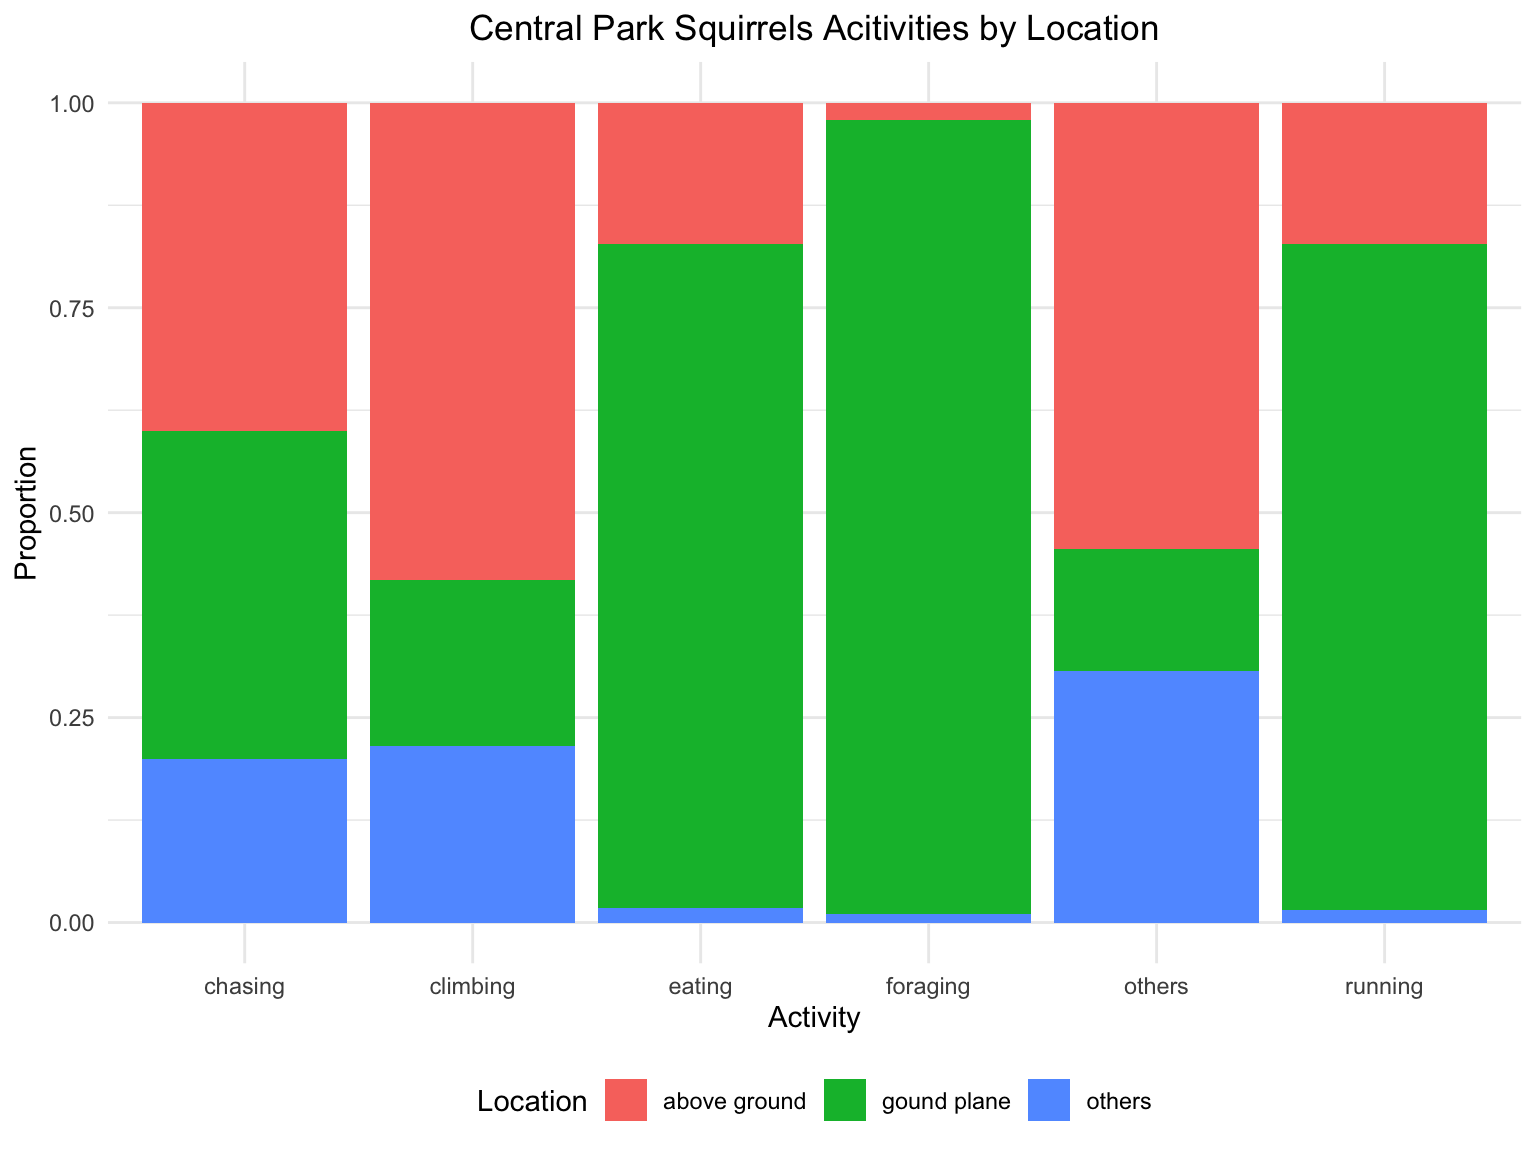 Central Park Squirrels Acitivities by Location
Proportion
1.00
0.75
0.50
0.25
0.00
chasing climbing eating foraging others running
Activity
Location above ground gound plane others